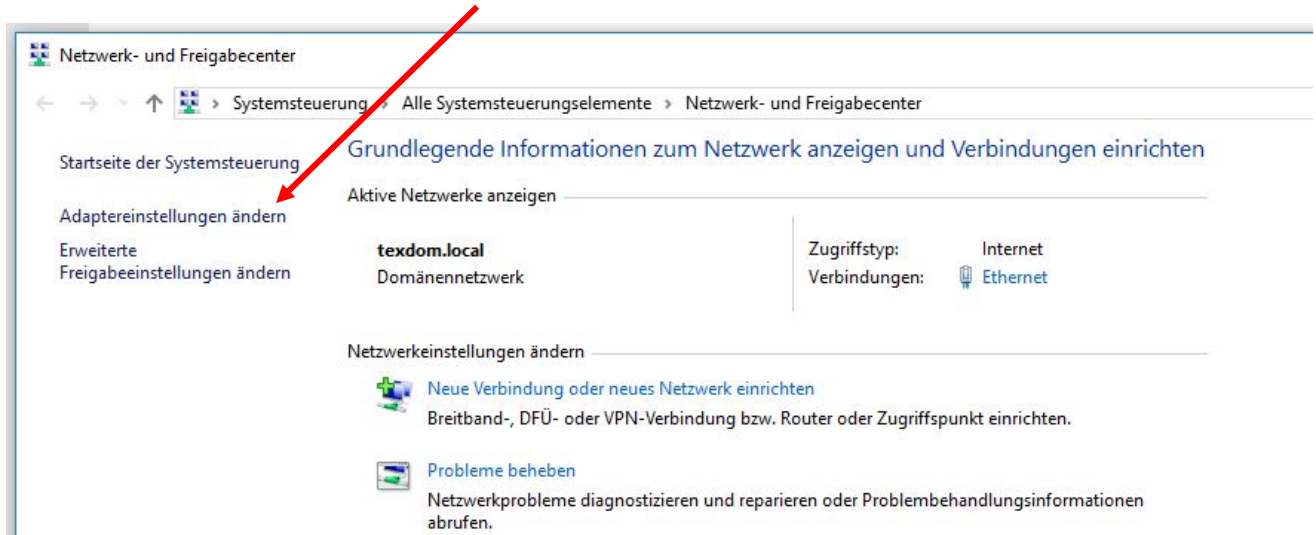 Netzwerk- und Freigabecenter
Systemsteuerung > Alle Systemsteuerungselemente > Netzwerk- und Freigabecenter
Startseite der Systemsteuerung
Adaptereinstellungen ändern
Erweiterte
Freigabeeinstellungen ändern
Grundlegende Informationen zum Netzwerk anzeigen und Verbindungen einrichten
Aktive Netzwerke anzeigen
texdom.local
Domänennetzwerk
Zugriffstyp: Internet
Verbindungen: Ethernet
Netzwerkeinstellungen ändern
Neue Verbindung oder neues Netzwerk einrichten
Breitband-, DFÜ- oder VPN-Verbindung bzw. Router oder Zugriffspunkt einrichten.
Probleme beheben
Netzwerkprobleme diagnostizieren und reparieren oder Problembehandlungsinformationen
abrufen.